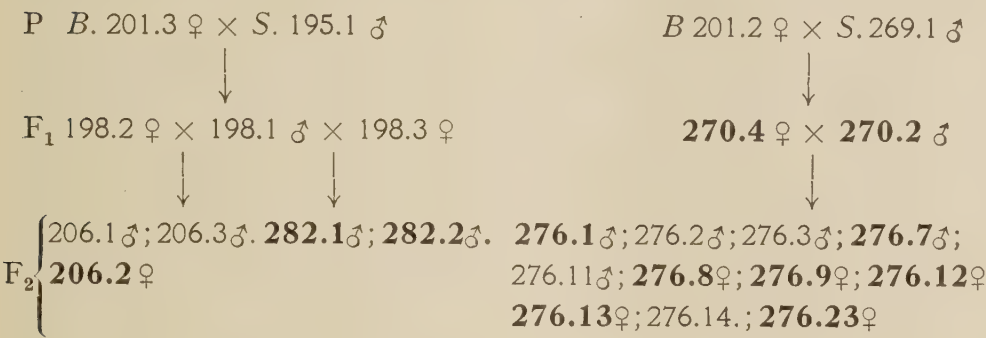 P B. 201.3 ♀ × S. 195.1 ♂ B 201.2 ♀ × S. 269.1 ♂
F₁ 198.2 ♀ × 198.1 ♂ × 198.3 ♀ 270.4 ♀ × 270.2 ♂
206.1♂; 206.3♂. 282.1♂; 282.2♂. 276.1♂; 276.2♂; 276.3♂; 276.7♂;
F₂ 206.2 ♀ 276.11♂; 276.8♀; 276.9♀; 276.12♀
276.13♀; 276.14.; 276.23♀